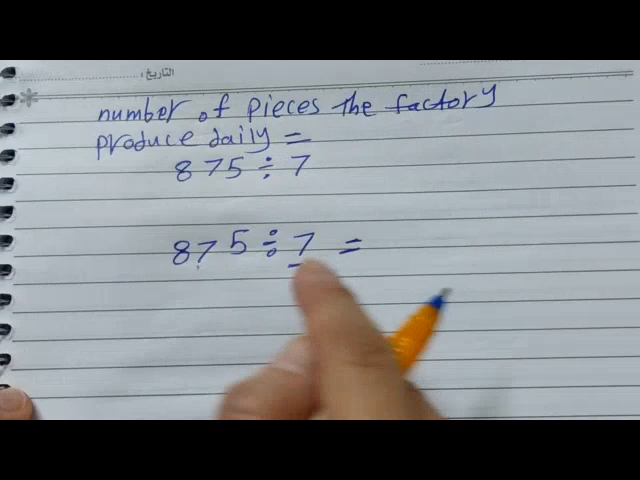 التاريخ:
number of pieces the factory
produce daily =
875 ÷ 7
875 ÷ 7 =